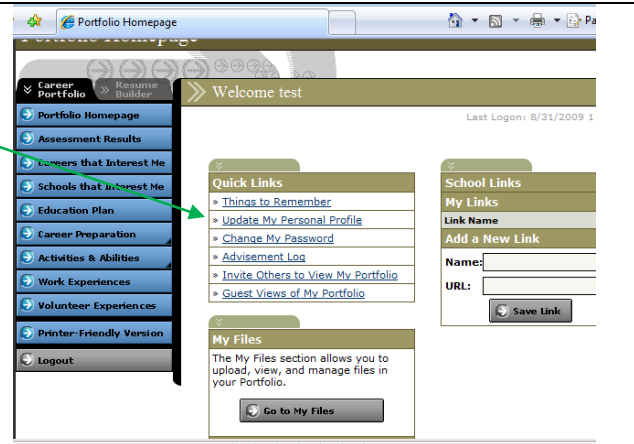 Portfolio Homepage
Pa
Portfolio Homepage
Career Portfolio
Resume Builder
Welcome test
Last Logon: 8/31/2009 1
Portfolio Homepage
Assessment Results
Careers that Interest Me
Schools that Interest Me
Education Plan
Career Preparation
Activities & Abilities
Work Experiences
Volunteer Experiences
Printer-Friendly Version
Logout
Quick Links
» Things to Remember
» Update My Personal Profile
» Change My Password
» Advisement Log
» Invite Others to View My Portfolio
» Guest Views of My Portfolio
My Files
The My Files section allows you to
upload, view, and manage files in
your Portfolio.
Go to My Files
School Links
My Links
Link Name
Add a New Link
Name:
URL:
Save Link